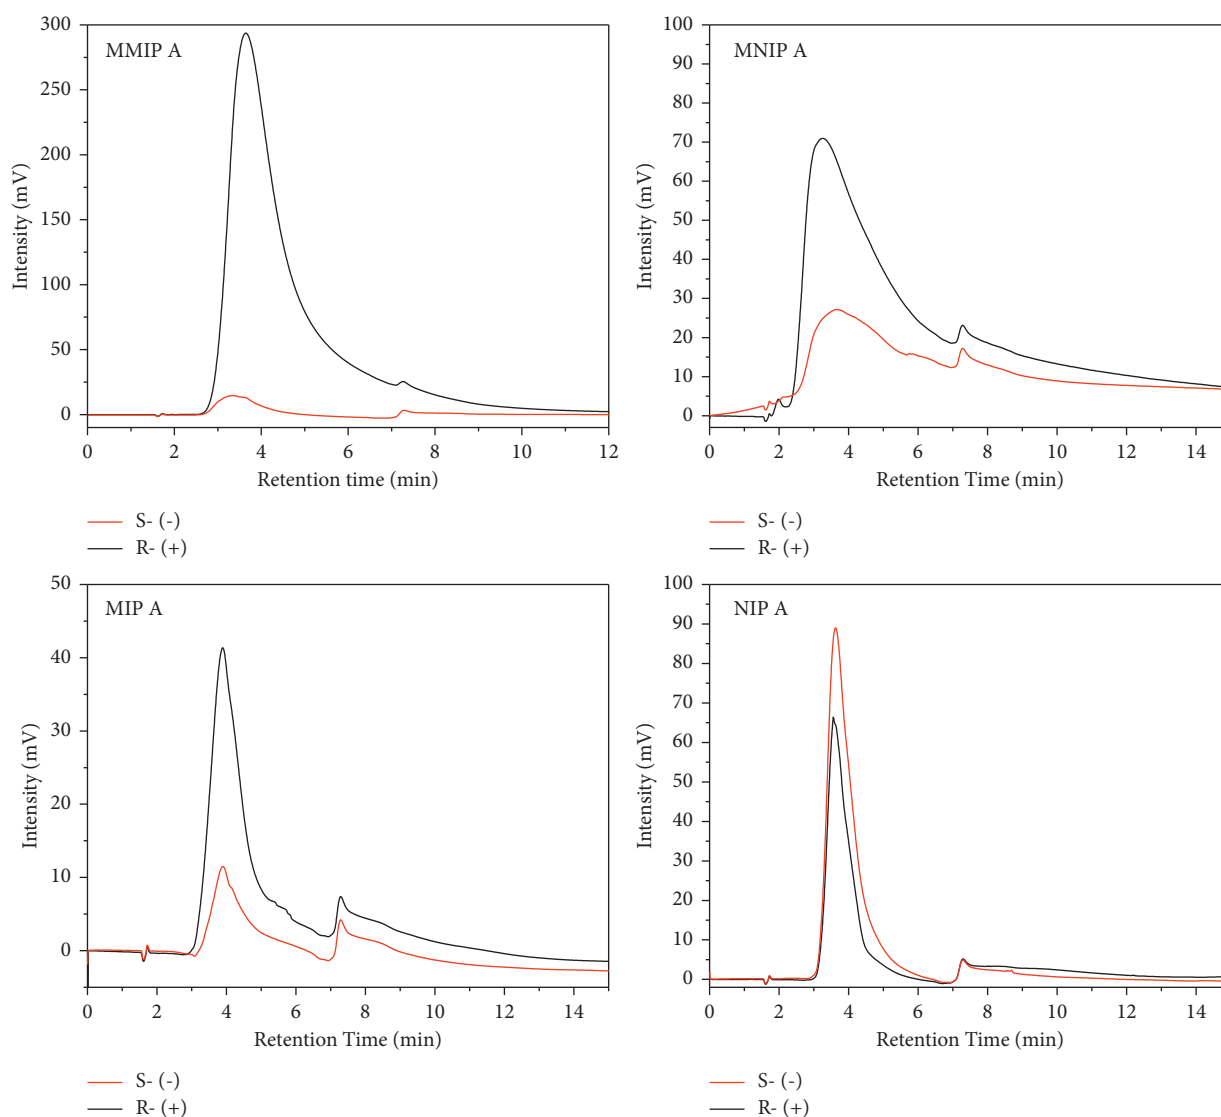 MMIP A
Intensity (mV)
300
250
200
150
100
50
0
0 2 4 6 8 10 12
Retention time (min)
S- (-)
R- (+)
MNIP A
Intensity (mV)
100
90
80
70
60
50
40
30
20
10
0
0 2 4 6 8 10 12 14
Retention Time (min)
S- (-)
R- (+)
MIP A
Intensity (mV)
50
40
30
20
10
0
0 2 4 6 8 10 12 14
Retention Time (min)
S- (-)
R- (+)
NIP A
Intensity (mV)
100
90
80
70
60
50
40
30
20
10
0
0 2 4 6 8 10 12 14
Retention Time (min)
S- (-)
R- (+)